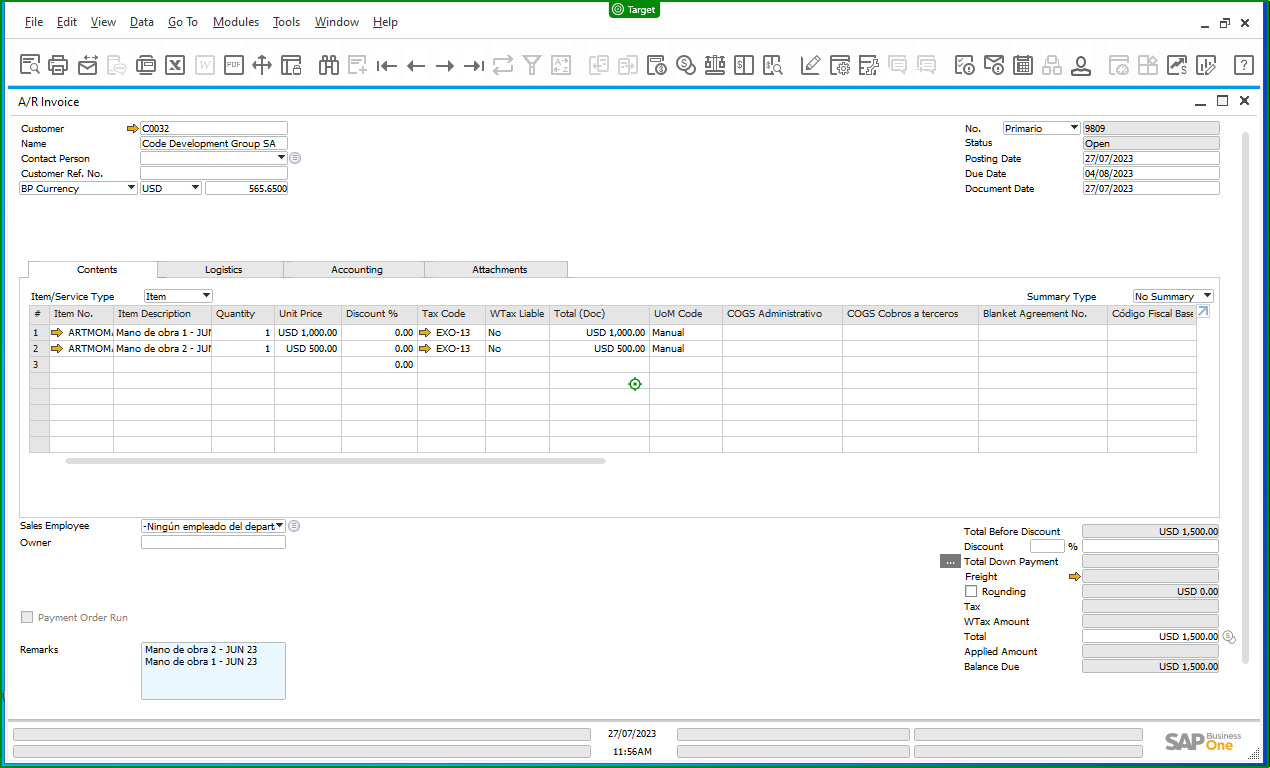 Target
File Edit View Data Go To Modules Tools Window Help
A/R Invoice
Customer C0032
Name Code Development Group SA
Contact Person
Customer Ref. No.
BP Currency USD 565.6500
No. Primario 9809
Status Open
Posting Date 27/07/2023
Due Date 04/08/2023
Document Date 27/07/2023
Contents Logistics Accounting Attachments
Item/Service Type Item Summary Type No Summary
# Item No. Item Description Quantity Unit Price Discount % Tax Code WTax Liable Total (Doc) UoM Code COGS Administrativo COGS Cobros a terceros Blanket Agreement No. Código Fiscal Base
1 ARTMOM Mano de obra 1 - JUN 1 USD 1,000.00 0.00 EXO-13 No USD 1,000.00 Manual
2 ARTMOM Mano de obra 2 - JUN 1 USD 500.00 0.00 EXO-13 No USD 500.00 Manual
3 0.00
Sales Employee -Ningún empleado del depart
Owner
Total Before Discount USD 1,500.00
Discount %
... Total Down Payment
Freight
Rounding USD 0.00
Tax
WTax Amount
Total USD 1,500.00
Applied Amount
Balance Due USD 1,500.00
Payment Order Run
Remarks Mano de obra 2 - JUN 23
Mano de obra 1 - JUN 23
27/07/2023
11:56AM
SAP Business One